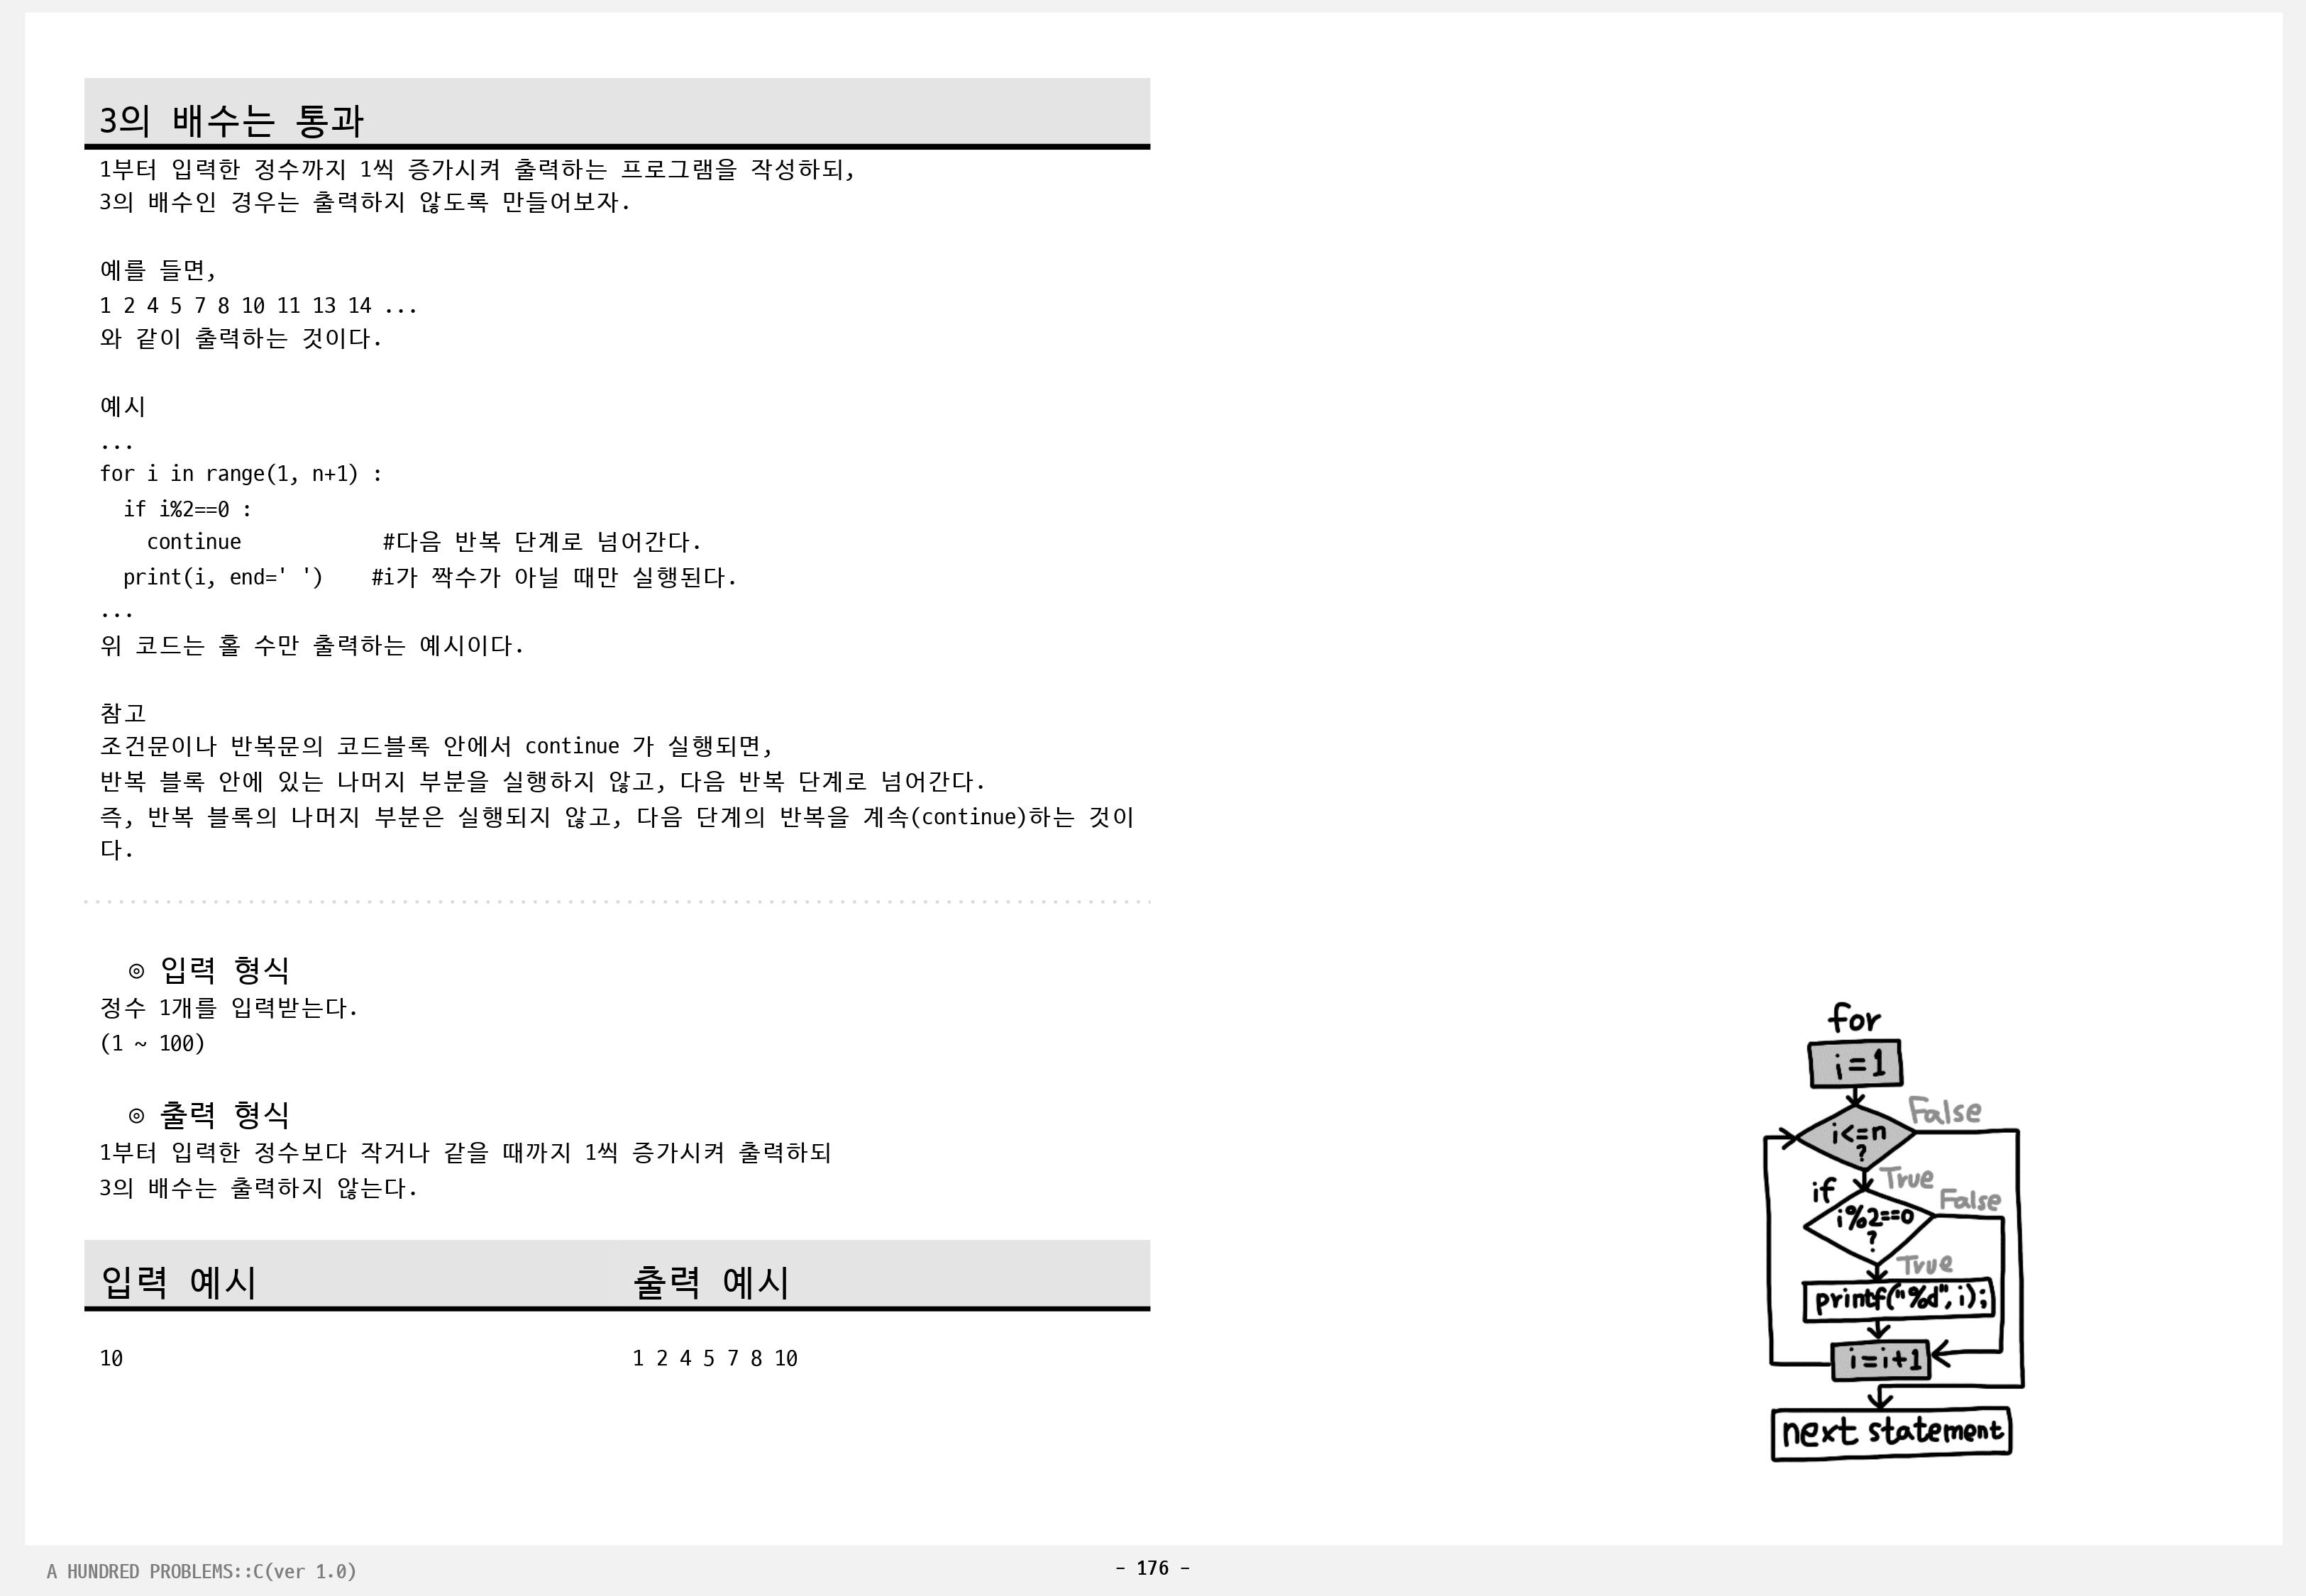 3의 배수는 통과
1부터 입력한 정수까지 1씩 증가시켜 출력하는 프로그램을 작성하되,
3의 배수인 경우는 출력하지 않도록 만들어보자.
예를 들면,
1 2 4 5 7 8 10 11 13 14 ...
와 같이 출력하는 것이다.
예시
...
for i in range(1, n+1) :
  if i%2==0 :
    continue            #다음 반복 단계로 넘어간다.
  print(i, end=' ')    #i가 짝수가 아닐 때만 실행된다.
...
위 코드는 홀 수만 출력하는 예시이다.
참고
조건문이나 반복문의 코드블록 안에서 continue 가 실행되면,
반복 블록 안에 있는 나머지 부분을 실행하지 않고, 다음 반복 단계로 넘어간다.
즉, 반복 블록의 나머지 부분은 실행되지 않고, 다음 단계의 반복을 계속(continue)하는 것이
다.
◎ 입력 형식
정수 1개를 입력받는다.
(1 ~ 100)
◎ 출력 형식
1부터 입력한 정수보다 작거나 같을 때까지 1씩 증가시켜 출력하되
3의 배수는 출력하지 않는다.
입력 예시 출력 예시
10 1 2 4 5 7 8 10
for
i=1
False
i<=n
?
True
if
False
i%2==0
?
True
printf("%d", i);
i=i+1
next statement
A HUNDRED PROBLEMS::C(ver 1.0)
- 176 -